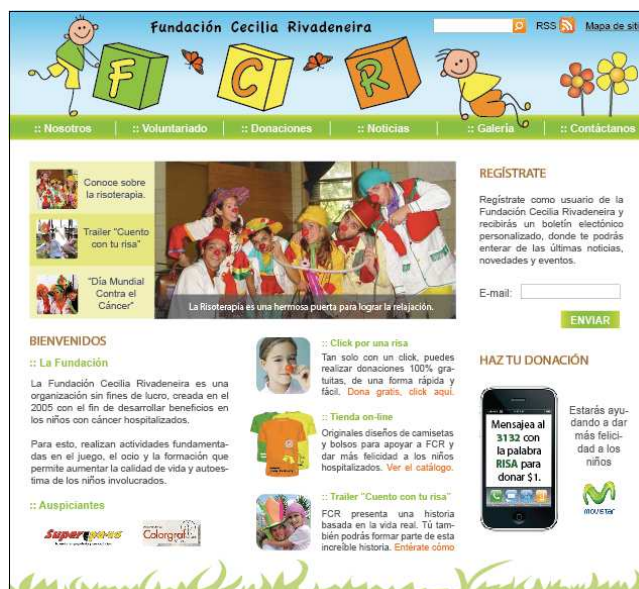 Fundación Cecilia Rivadeneira
RSS
Mapa de siti
F C R
:: Nosotros
:: Voluntariado
:: Donaciones
:: Noticias
:: Galería
:: Contáctanos
Conoce sobre
la risoterapia.
Trailer "Cuento
con tu risa"
"Día Mundial
Contra el
Cáncer"
La Risoterapia es una hermosa puerta para lograr la relajación.
REGÍSTRATE
Regístrate como usuario de la
Fundación Cecilia Rivadeneira y
recibirás un boletín electónico
personalizado, donde te podrás
enterar de las últimas noticias,
novedades y eventos.
E-mail:
ENVIAR
BIENVENIDOS
:: La Fundación
La Fundación Cecilia Rivadeneira es una
organización sin fines de lucro, creada en el
2005 con el fin de desarrollar beneficios en
los niños con cáncer hospitalizados.
Para esto, realizan actividades fundamenta-
das en el juego, el ocio y la formación que
permite aumentar la calidad de vida y autoes-
tima de los niños involucrados.
:: Auspiciantes
Colorgraf
:: Click por una risa
Tan solo con un click, puedes
realizar donaciones 100% gra-
tuitas, de una forma rápida y
fácil. Dona gratis, click aquí.
:: Tienda on-line
Originales diseños de camisetas
y bolsos para apoyar a FCR y
dar más felicidad a los niños
hospitalizados. Ver el catálogo.
:: Trailer "Cuento con tu risa"
FCR presenta una historia
basada en la vida real. Tú tam-
bién podrás formar parte de esta
increíble historia. Entérate cómo
HAZ TU DONACIÓN
Mensajea al
3132 con
la palabra
RISA para
donar $1.
Estarás ayu-
dando a dar
más felici-
dad a los
niños
movistar